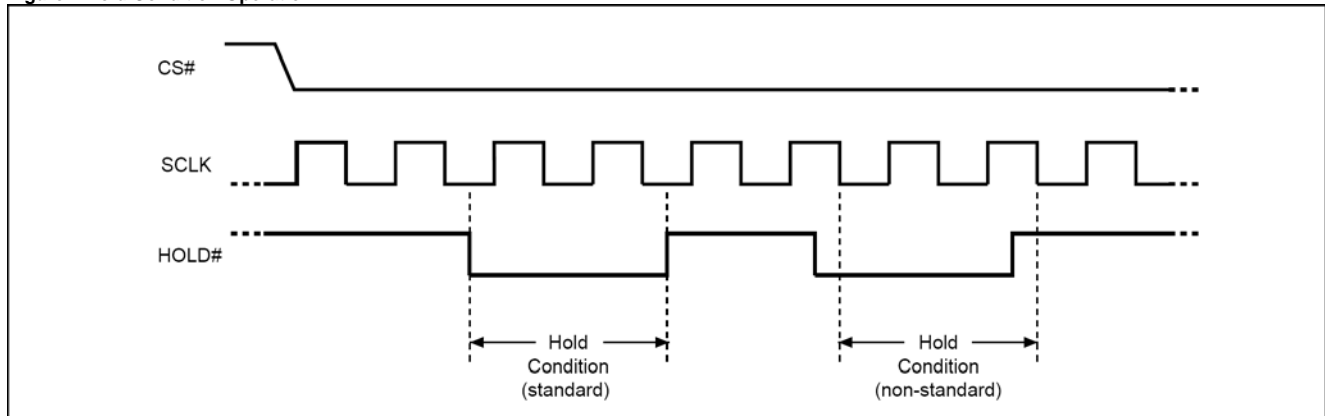 CS#
SCLK
HOLD#
Hold
Condition
(standard)
Hold
Condition
(non-standard)